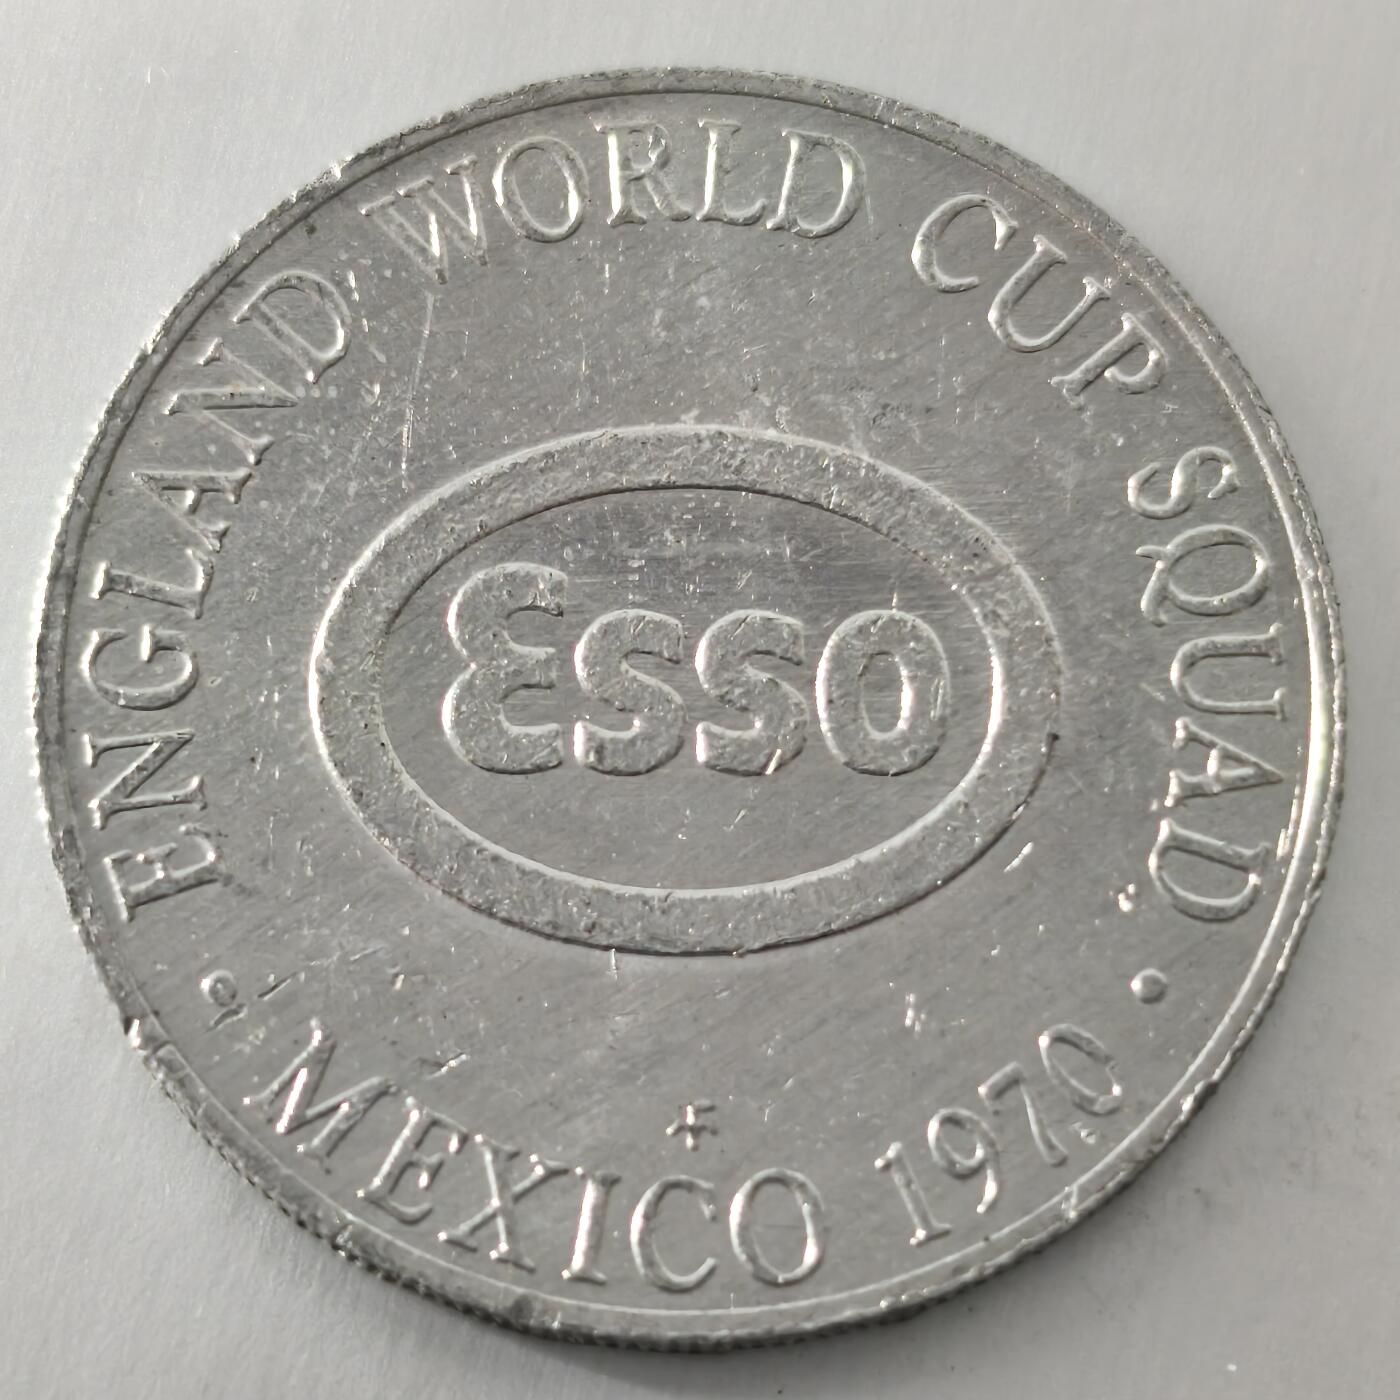 ENGLAND WORLD CUP SQUAD
Esso
MEXICO 1970